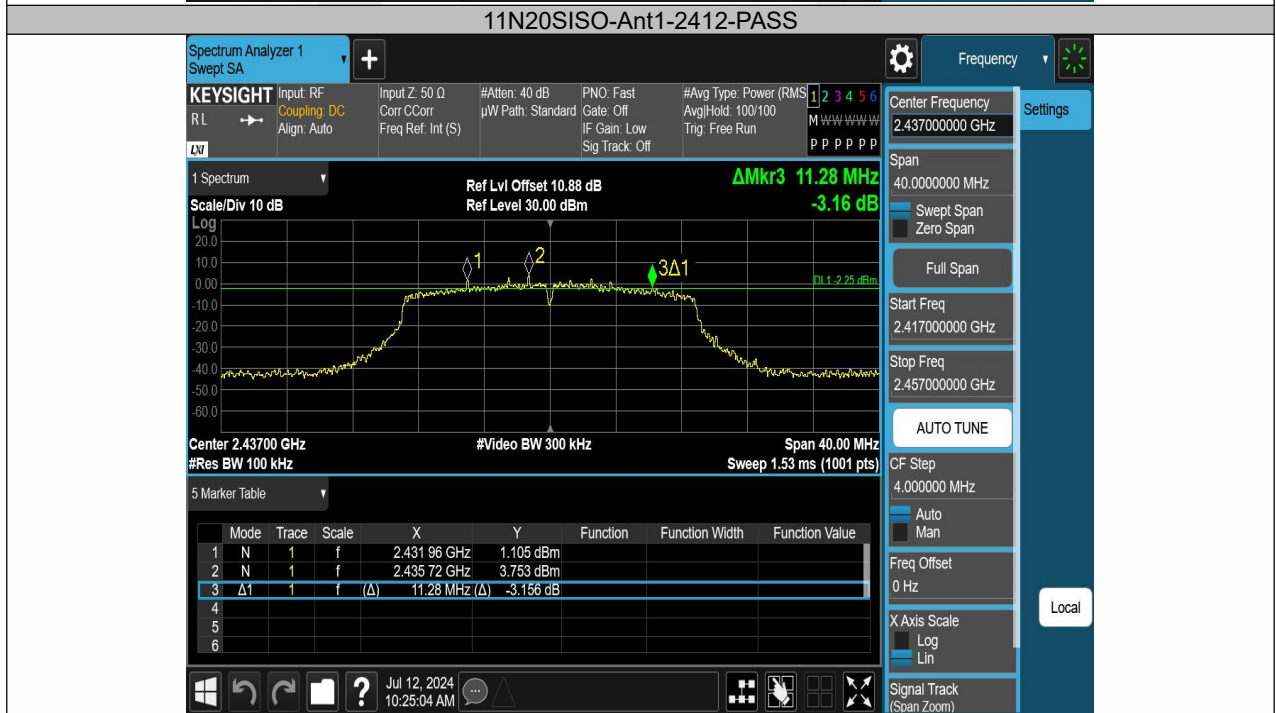 11N20SISO-Ant1-2412-PASS
Spectrum Analyzer 1
Swept SA
+
Frequency
KEYSIGHT
RL
LXI
Input: RF
Coupling: DC
Align: Auto
Input Z: 50 Ω
Corr CCorr
Freq Ref: Int (S)
#Atten: 40 dB
µW Path: Standard
PNO: Fast
Gate: Off
IF Gain: Low
Sig Track: Off
#Avg Type: Power (RMS
Avg|Hold: 100/100
Trig: Free Run
1 2 3 4 5 6
M W W W W W
P P P P P P
1 Spectrum
Scale/Div 10 dB
Ref Lvl Offset 10.88 dB
Ref Level 30.00 dBm
ΔMkr3 11.28 MHz
-3.16 dB
Log
20.0
10.0
0.00
-10.00
-20.0
-30.0
-40.0
-50.0
-60.0
1
2
3Δ1
DL1 -2.25 dBm
Center 2.43700 GHz
#Res BW 100 kHz
#Video BW 300 kHz
Span 40.00 MHz
Sweep 1.53 ms (1001 pts)
5 Marker Table
Mode Trace Scale X Y Function Function Width Function Value
1 N 1 f 2.431 96 GHz 1.105 dBm
2 N 1 f 2.435 72 GHz 3.753 dBm
3 Δ1 1 f (Δ) 11.28 MHz (Δ) -3.156 dB
4
5
6
?
Jul 12, 2024
10:25:04 AM
Center Frequency
2.437000000 GHz
Settings
Span
40.0000000 MHz
Swept Span
Zero Span
Full Span
Start Freq
2.417000000 GHz
Stop Freq
2.457000000 GHz
AUTO TUNE
CF Step
4.000000 MHz
Auto
Man
Freq Offset
0 Hz
X Axis Scale
Log
Lin
Local
Signal Track
(Span Zoom)